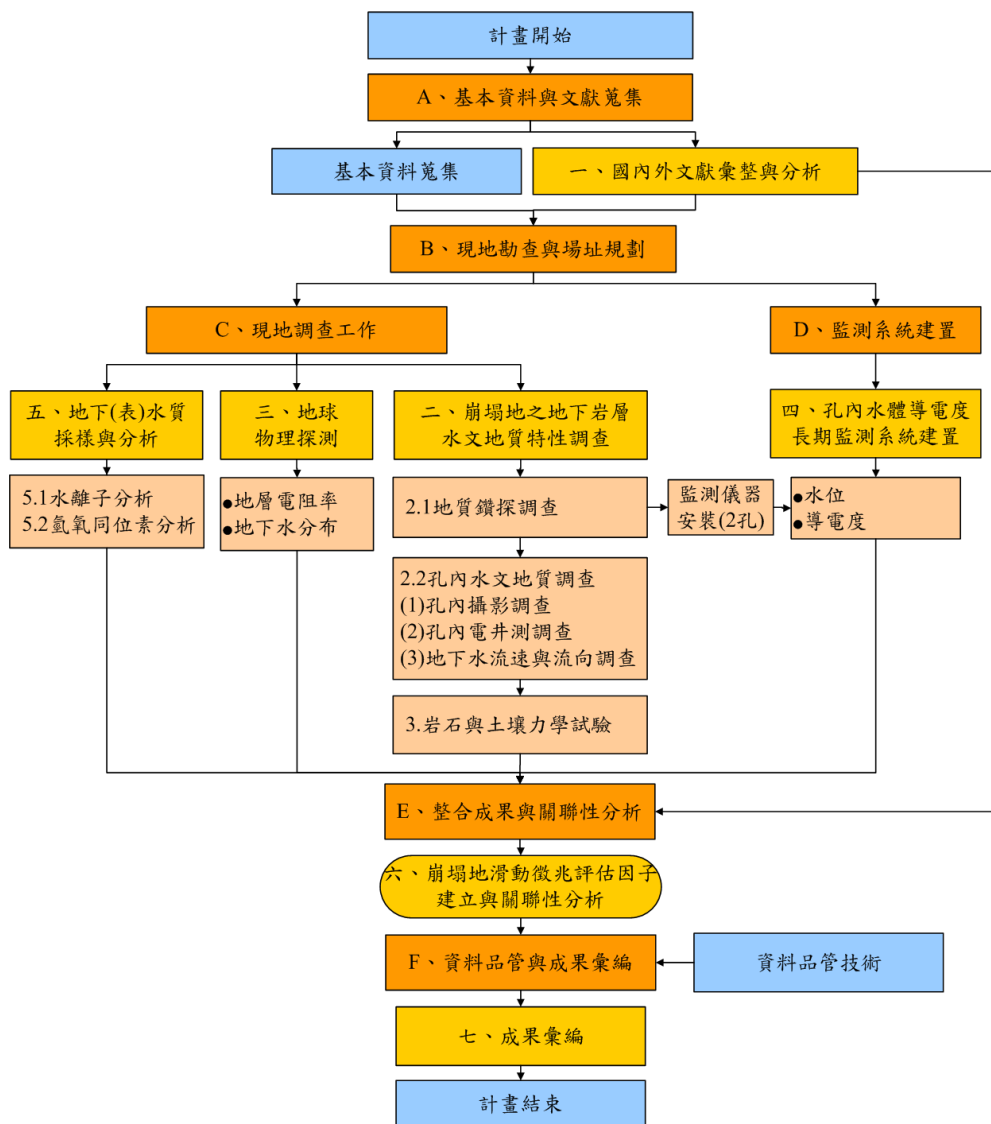 計畫開始
A、基本資料與文獻蒐集
基本資料蒐集
一、國內外文獻彙整與分析
B、現地勘查與場址規劃
C、現地調查工作
D、監測系統建置
五、地下(表)水質
採樣與分析
三、地球
物理探測
二、崩塌地之地下岩層
水文地質特性調查
四、孔內水體導電度
長期監測系統建置
5.1水離子分析
5.2氫氧同位素分析
●地層電阻率
●地下水分布
2.1地質鑽探調查
監測儀器
安裝(2孔)
●水位
●導電度
2.2孔內水文地質調查
(1)孔內攝影調查
(2)孔內電井測調查
(3)地下水流速與流向調查
3.岩石與土壤力學試驗
E、整合成果與關聯性分析
六、崩塌地滑動徵兆評估因子
建立與關聯性分析
F、資料品管與成果彙編
資料品管技術
七、成果彙編
計畫結束